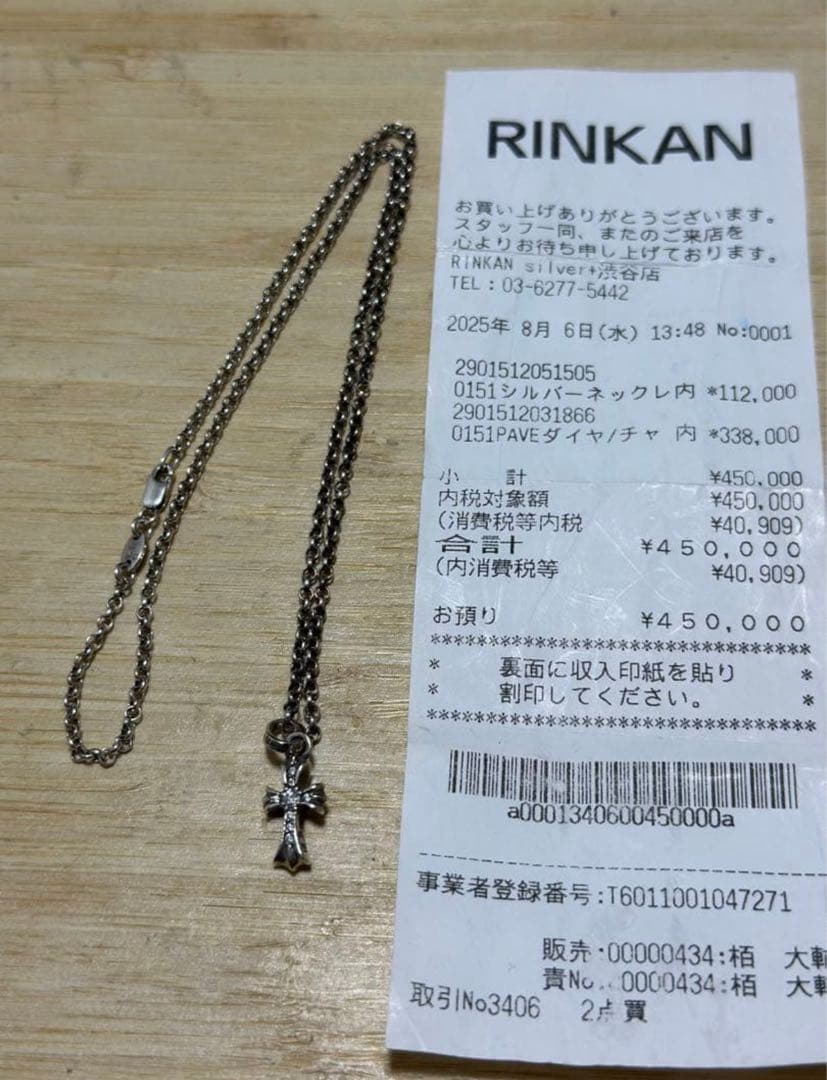 RINKAN
お買い上げありがとうございます。
スタッフ一同、またのご来店を
心よりお待ち申し上げております。
RINKAN silver+渋谷店
TEL:03-6277-5442
2025年 8月 6日(水) 13:48 No:0001
2901512051505
0151シルバーネックレ内 *112,000
2901512031866
0151PAVEダイヤ/チャ 内 *338,000
小 計 ¥450,000
内税対象額 ¥450,000
(消費税等内税 ¥40,909)
合計 ¥450,000
(内消費税等 ¥40,909)
お預り ¥450,000
**********************************
* 裏面に収入印紙を貼り *
* 割印してください。 *
**********************************
a0001340600450000a
事業者登録番号:T6011001047271
販売:00000434:栢 大輔
責No.:0000434:栢 大輔
取引No3406 2点買